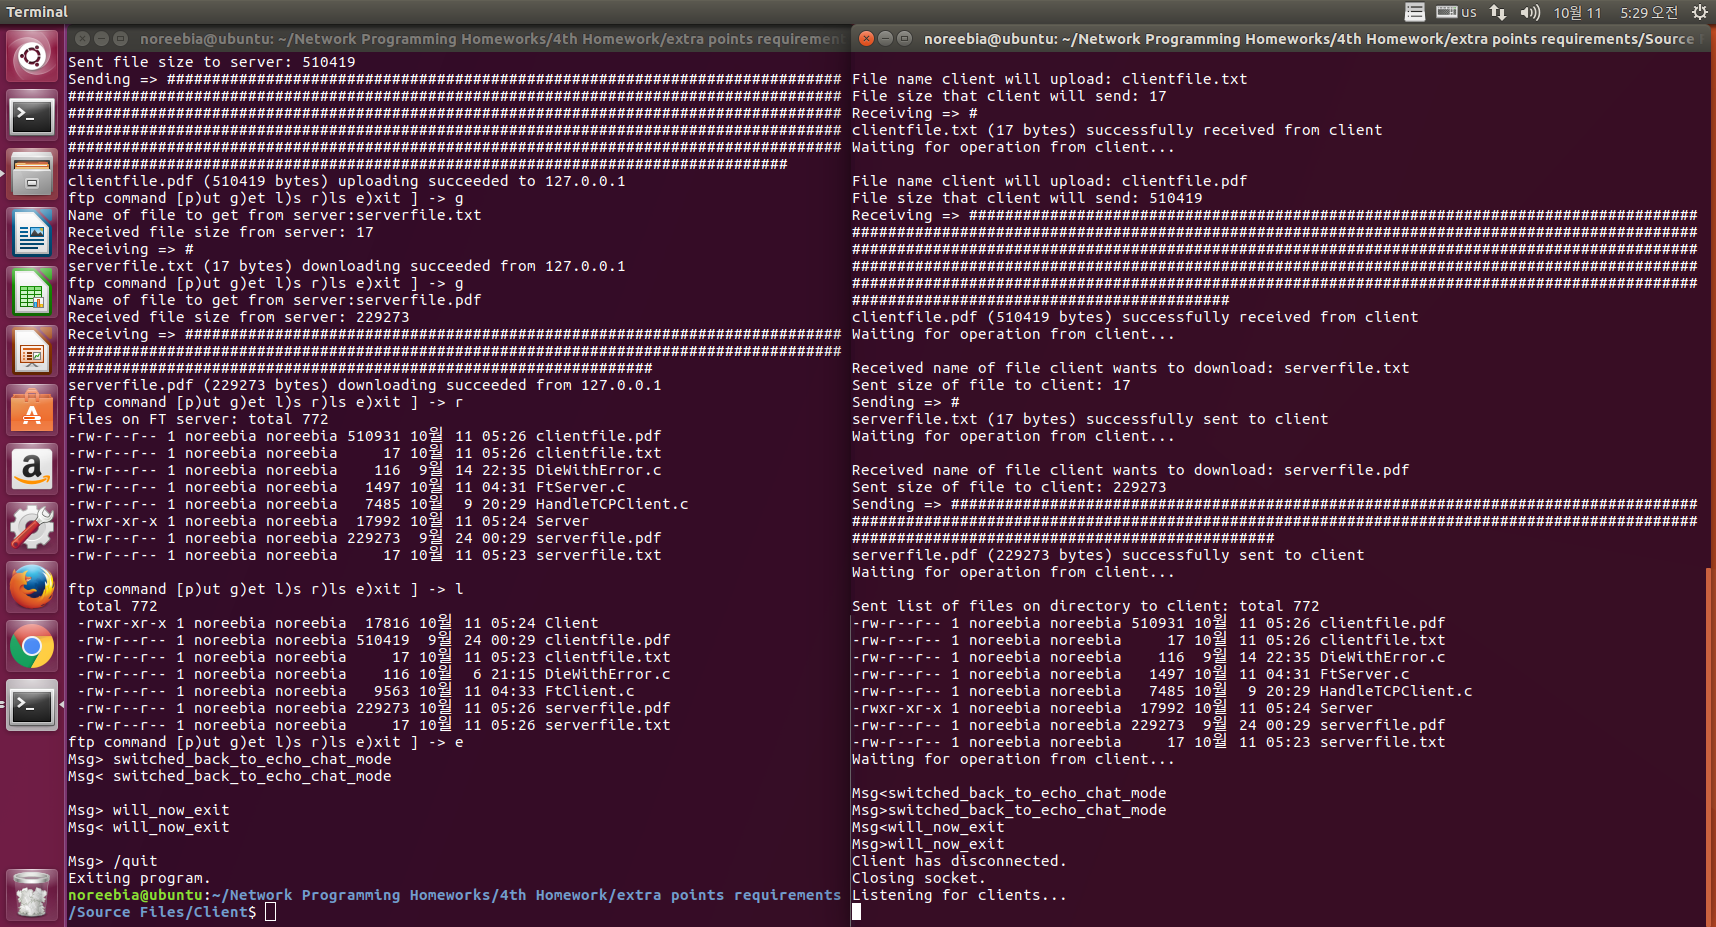 Terminal
us
10월 11
5:29 오전
noreebia@ubuntu: ~/Network Programming Homeworks/4th Homework/extra points requirement
Sent file size to server: 510419
Sending => ###########################################################################
######################################################################################
######################################################################################
######################################################################################
######################################################################################
################################################################################
clientfile.pdf (510419 bytes) uploading succeeded to 127.0.0.1
ftp command [p)ut g)et l)s r)ls e)xit ] -> g
Name of file to get from server:serverfile.txt
Received file size from server: 17
Receiving => #
serverfile.txt (17 bytes) downloading succeeded from 127.0.0.1
ftp command [p)ut g)et l)s r)ls e)xit ] -> g
Name of file to get from server:serverfile.pdf
Received file size from server: 229273
Receiving => #########################################################################
######################################################################################
#################################################################
serverfile.pdf (229273 bytes) downloading succeeded from 127.0.0.1
ftp command [p)ut g)et l)s r)ls e)xit ] -> r
Files on FT server: total 772
-rw-r--r-- 1 noreebia noreebia 510931 10월 11 05:26 clientfile.pdf
-rw-r--r-- 1 noreebia noreebia     17 10월 11 05:26 clientfile.txt
-rw-r--r-- 1 noreebia noreebia    116  9월 14 22:35 DieWithError.c
-rw-r--r-- 1 noreebia noreebia   1497 10월 11 04:31 FtServer.c
-rw-r--r-- 1 noreebia noreebia   7485 10월  9 20:29 HandleTCPClient.c
-rwxr-xr-x 1 noreebia noreebia  17992 10월 11 05:24 Server
-rw-r--r-- 1 noreebia noreebia 229273  9월 24 00:29 serverfile.pdf
-rw-r--r-- 1 noreebia noreebia     17 10월 11 05:23 serverfile.txt
ftp command [p)ut g)et l)s r)ls e)xit ] -> l
 total 772
 -rwxr-xr-x 1 noreebia noreebia  17816 10월 11 05:24 Client
 -rw-r--r-- 1 noreebia noreebia 510419  9월 24 00:29 clientfile.pdf
 -rw-r--r-- 1 noreebia noreebia     17 10월 11 05:23 clientfile.txt
 -rw-r--r-- 1 noreebia noreebia    116 10월  6 21:15 DieWithError.c
 -rw-r--r-- 1 noreebia noreebia   9563 10월 11 04:33 FtClient.c
 -rw-r--r-- 1 noreebia noreebia 229273 10월 11 05:26 serverfile.pdf
 -rw-r--r-- 1 noreebia noreebia     17 10월 11 05:26 serverfile.txt
ftp command [p)ut g)et l)s r)ls e)xit ] -> e
Msg> switched_back_to_echo_chat_mode
Msg< switched_back_to_echo_chat_mode
Msg> will_now_exit
Msg< will_now_exit
Msg> /quit
Exiting program.
noreebia@ubuntu:~/Network Programming Homeworks/4th Homework/extra points requirements
/Source Files/Client$
noreebia@ubuntu: ~/Network Programming Homeworks/4th Homework/extra points requirements/Source
File name client will upload: clientfile.txt
File size that client will send: 17
Receiving => #
clientfile.txt (17 bytes) successfully received from client
Waiting for operation from client...
File name client will upload: clientfile.pdf
File size that client will send: 510419
Receiving => #################################################################################
##############################################################################################
##############################################################################################
##############################################################################################
##############################################################################################
##########################################
clientfile.pdf (510419 bytes) successfully received from client
Waiting for operation from client...
Received name of file client wants to download: serverfile.txt
Sent size of file to client: 17
Sending => #
serverfile.txt (17 bytes) successfully sent to client
Waiting for operation from client...
Received name of file client wants to download: serverfile.pdf
Sent size of file to client: 229273
Sending => ###################################################################################
##############################################################################################
###############################################
serverfile.pdf (229273 bytes) successfully sent to client
Waiting for operation from client...
Sent list of files on directory to client: total 772
-rw-r--r-- 1 noreebia noreebia 510931 10월 11 05:26 clientfile.pdf
-rw-r--r-- 1 noreebia noreebia     17 10월 11 05:26 clientfile.txt
-rw-r--r-- 1 noreebia noreebia    116  9월 14 22:35 DieWithError.c
-rw-r--r-- 1 noreebia noreebia   1497 10월 11 04:31 FtServer.c
-rw-r--r-- 1 noreebia noreebia   7485 10월  9 20:29 HandleTCPClient.c
-rwxr-xr-x 1 noreebia noreebia  17992 10월 11 05:24 Server
-rw-r--r-- 1 noreebia noreebia 229273  9월 24 00:29 serverfile.pdf
-rw-r--r-- 1 noreebia noreebia     17 10월 11 05:23 serverfile.txt
Waiting for operation from client...
Msg<switched_back_to_echo_chat_mode
Msg>switched_back_to_echo_chat_mode
Msg<will_now_exit
Msg>will_now_exit
Client has disconnected.
Closing socket.
Listening for clients...